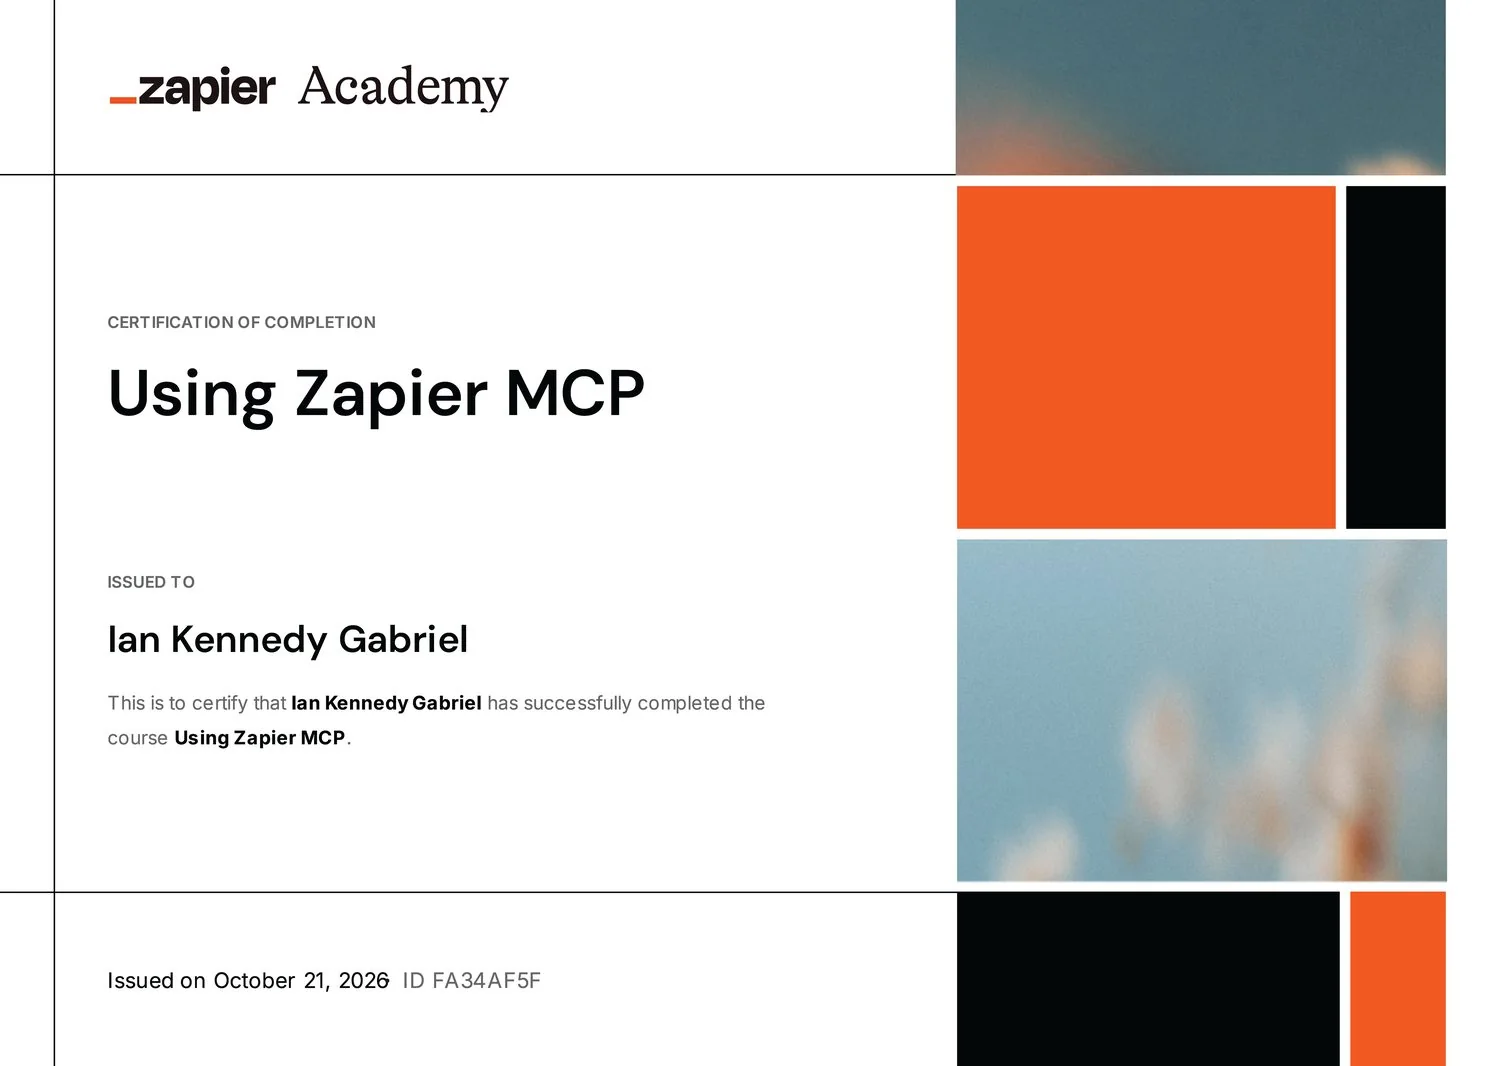 zapier Academy
CERTIFICATION OF COMPLETION
Using Zapier MCP
ISSUED TO
Ian Kennedy Gabriel
This is to certify that Ian Kennedy Gabriel has successfully completed the
course Using Zapier MCP.
Issued on October 21, 2026 ID FA34AF5F